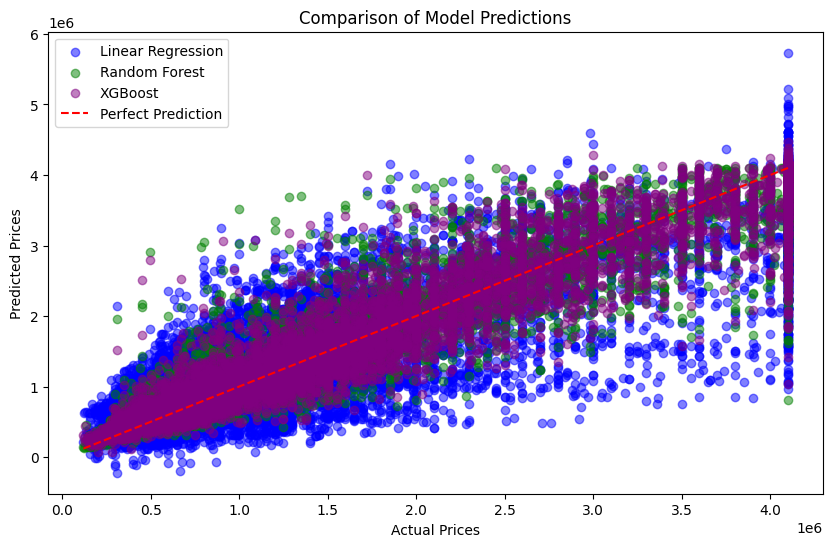 Comparison of Model Predictions
1e6
Linear Regression
Random Forest
XGBoost
Perfect Prediction
6
5
4
3
2
1
0
Predicted Prices
0.0 0.5 1.0 1.5 2.0 2.5 3.0 3.5 4.0
Actual Prices
1e6